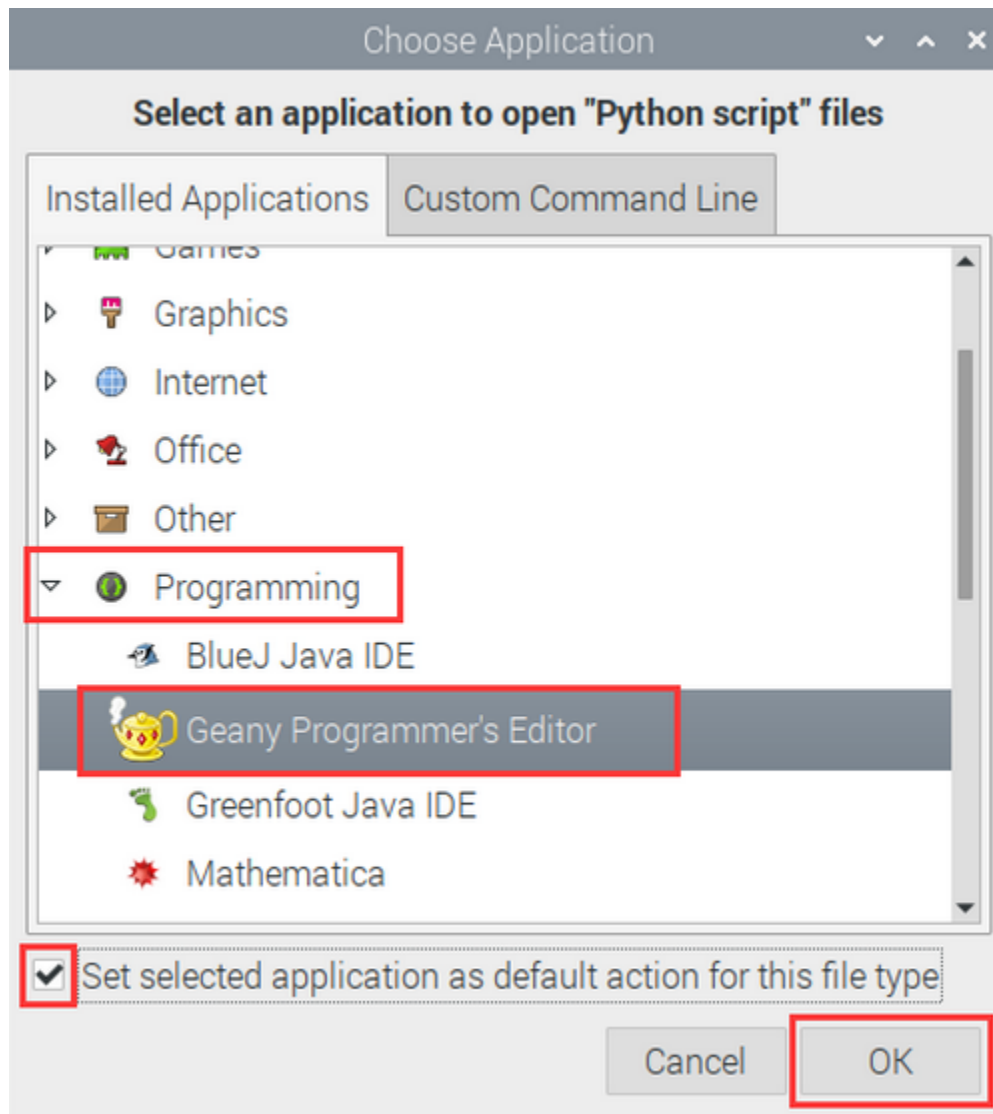 Choose Application
Select an application to open "Python script" files
Installed Applications Custom Command Line
Games
Graphics
Internet
Office
Other
Programming
BlueJ Java IDE
Geany Programmer's Editor
Greenfoot Java IDE
Mathematica
Set selected application as default action for this file type
Cancel OK